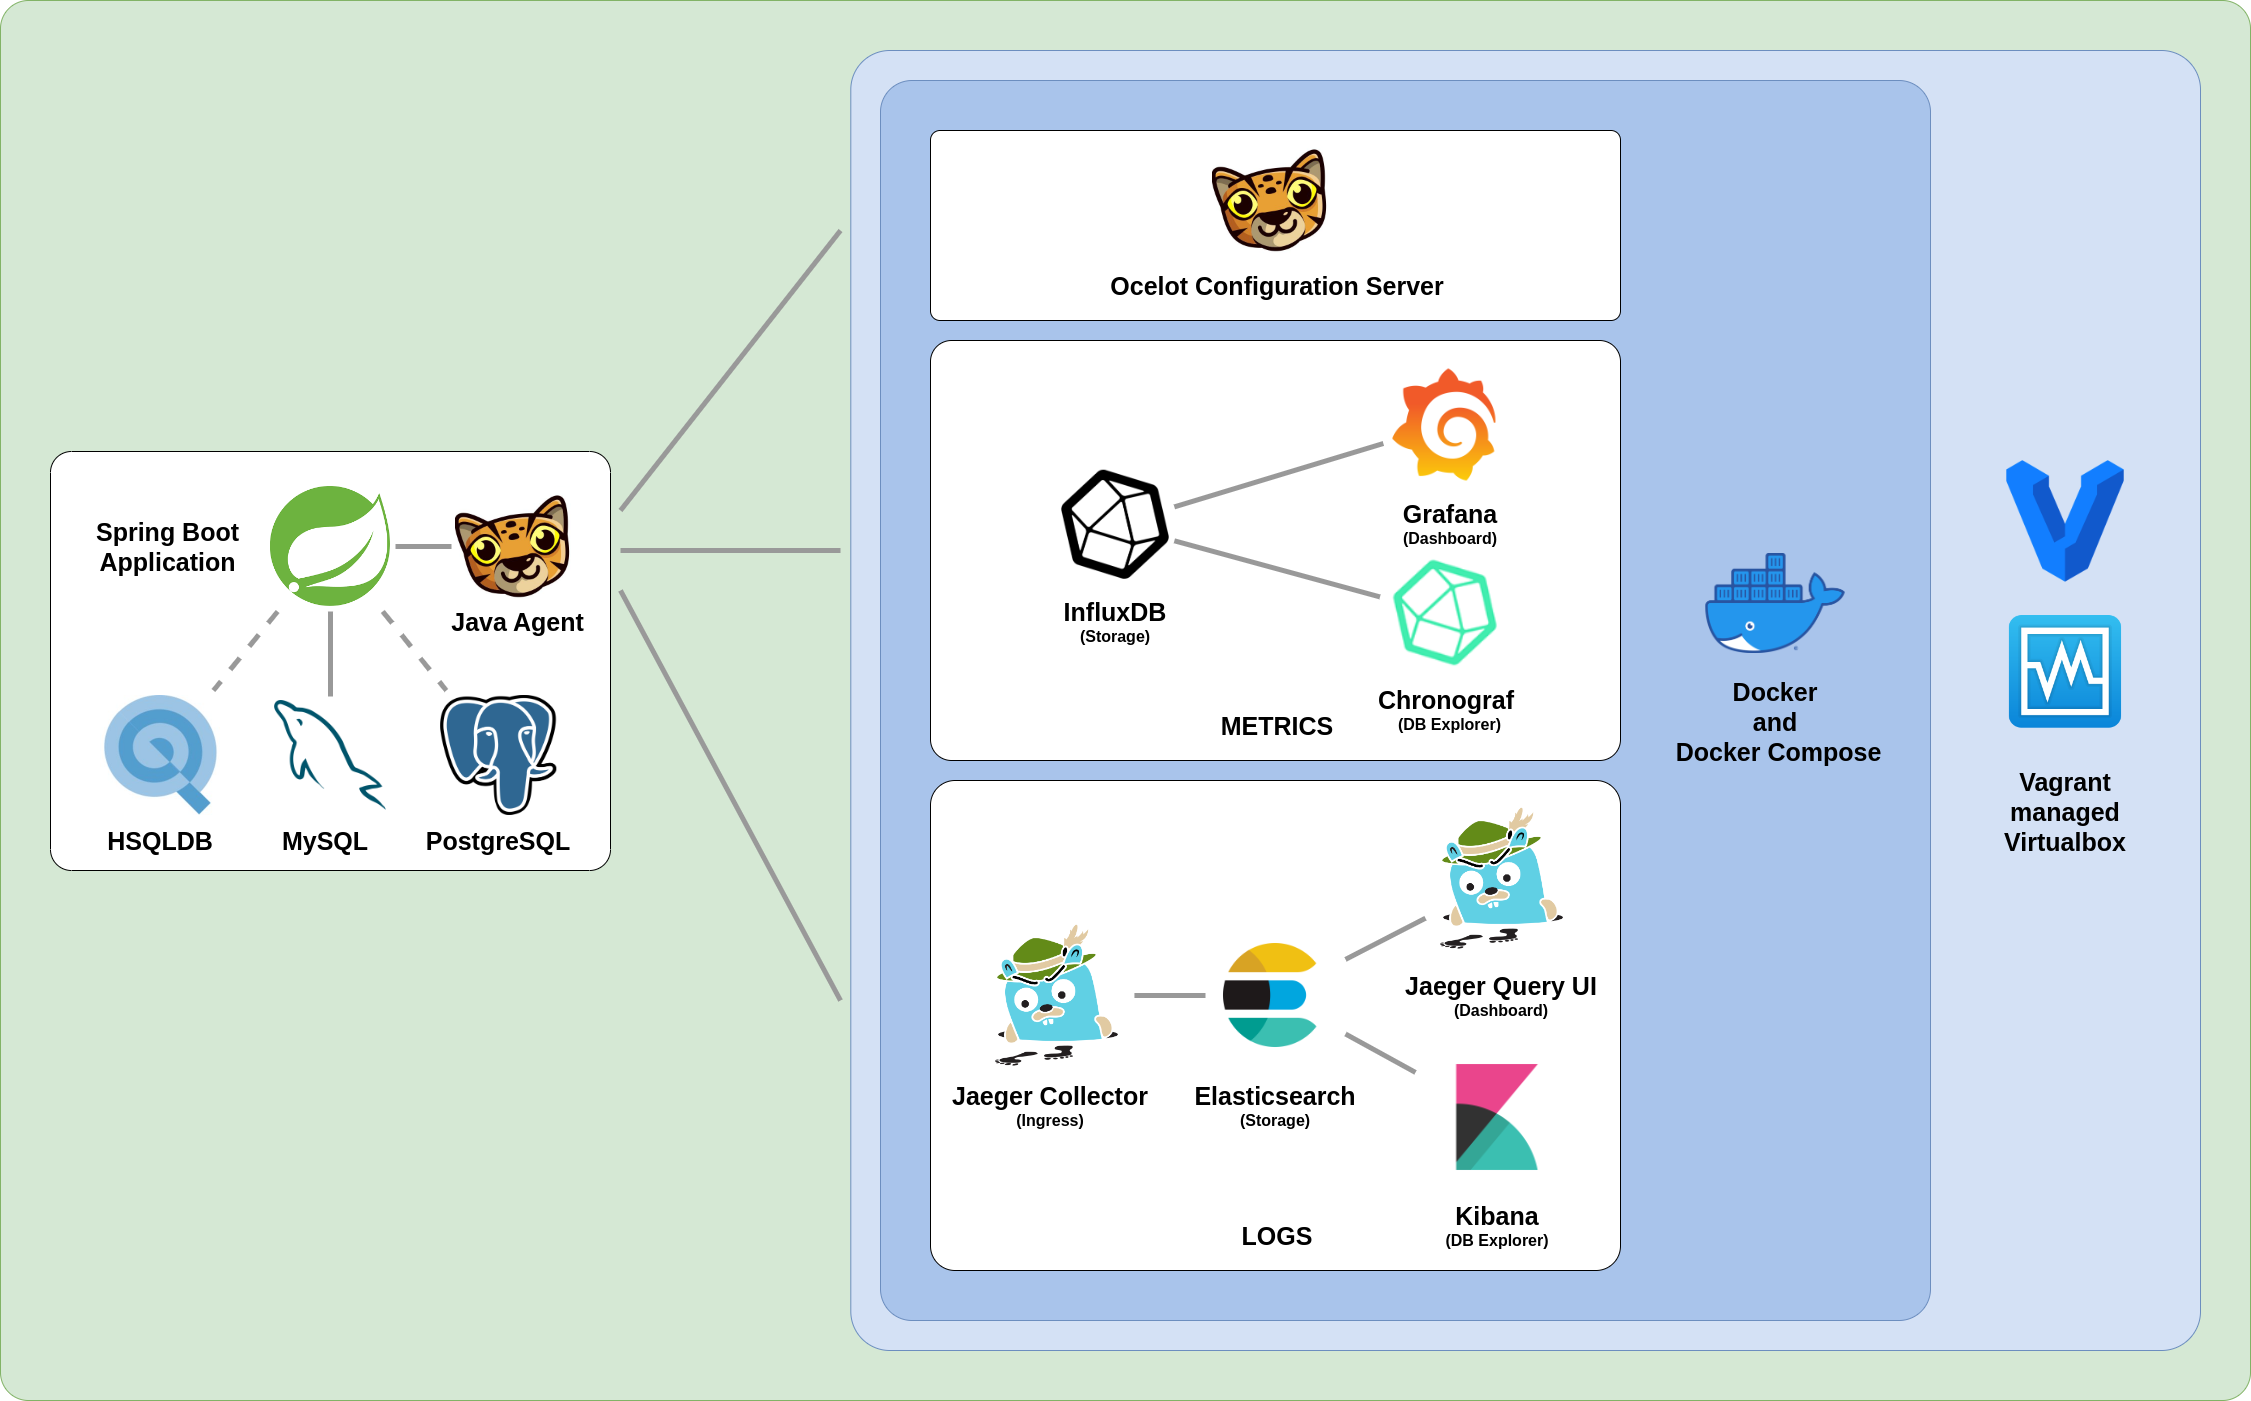 Spring Boot
Application
Java Agent
HSQLDB
MySQL
PostgreSQL
Ocelot Configuration Server
InfluxDB
(Storage)
Grafana
(Dashboard)
Chronograf
(DB Explorer)
METRICS
Jaeger Collector
(Ingress)
Elasticsearch
(Storage)
Jaeger Query UI
(Dashboard)
Kibana
(DB Explorer)
LOGS
Docker
and
Docker Compose
Vagrant
managed
Virtualbox